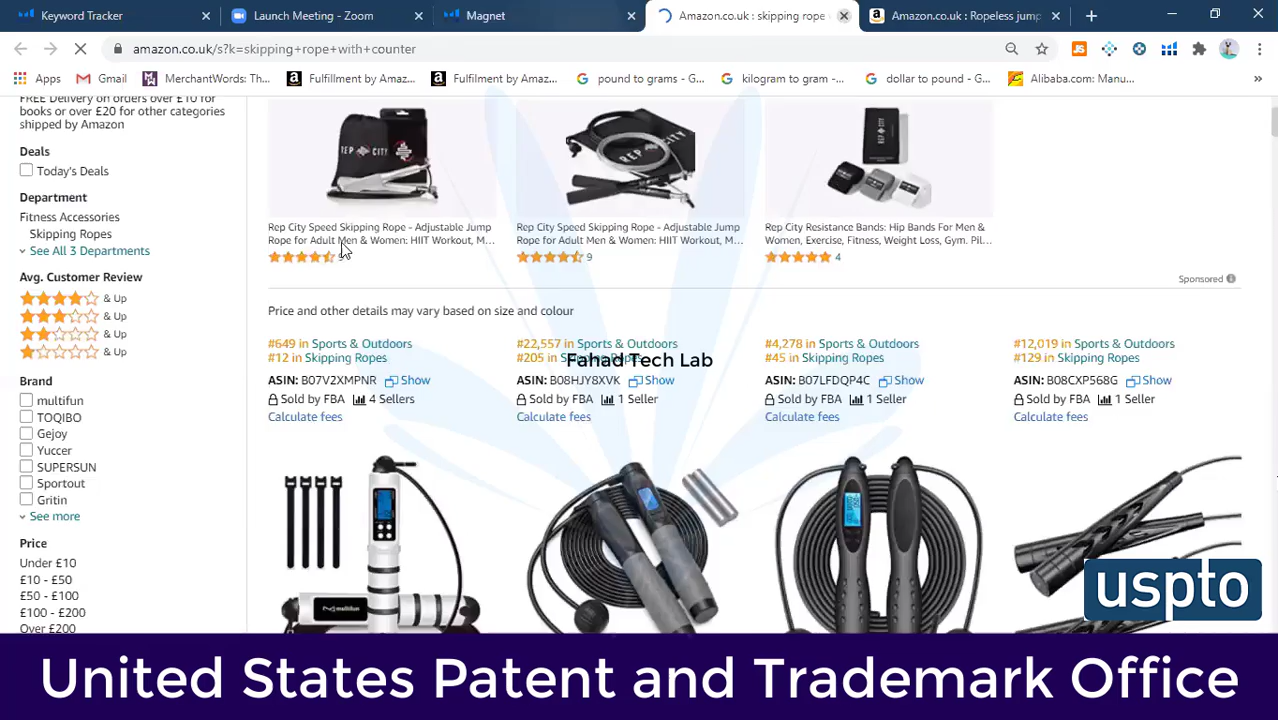 Keyword Tracker
Launch Meeting - Zoom
Magnet
Amazon.co.uk : skipping rope
Amazon.co.uk : Ropeless jump
amazon.co.uk/s?k=skipping+rope+with+counter
Apps
Gmail
MerchantWords: Th...
Fulfillment by Amaz...
Fulfilment by Amaz...
pound to grams - G...
kilogram to gram -...
dollar to pound - G...
Alibaba.com: Manu...
FREE Delivery on orders over £10 for
books or over £20 for other categories
shipped by Amazon
Deals
Today's Deals
Department
Fitness Accessories
Skipping Ropes
See All 3 Departments
Avg. Customer Review
& Up
& Up
& Up
& Up
Brand
multifun
TOQIBO
Gejoy
Yuccer
SUPERSUN
Sportout
Gritin
See more
Price
Under £10
£10 - £50
£50 - £100
£100 - £200
Over £200
REP CITY
REP CITY
REP CITY
Rep City Speed Skipping Rope - Adjustable Jump
Rope for Adult Men & Women: HIIT Workout, M...
9
Rep City Speed Skipping Rope - Adjustable Jump
Rope for Adult Men & Women: HIIT Workout, M...
9
Rep City Resistance Bands: Hip Bands For Men &
Women, Exercise, Fitness, Weight Loss, Gym. Pil...
4
Sponsored
Price and other details may vary based on size and colour
#649 in Sports & Outdoors
#12 in Skipping Ropes
ASIN: B07V2XMPNR Show
Sold by FBA 4 Sellers
Calculate fees
#22,557 in Sports & Outdoors
#205 in Skipping Ropes
ASIN: B08HJY8XVK Show
Sold by FBA 1 Seller
Calculate fees
#4,278 in Sports & Outdoors
#45 in Skipping Ropes
ASIN: B07LFDQP4C Show
Sold by FBA 1 Seller
Calculate fees
#12,019 in Sports & Outdoors
#129 in Skipping Ropes
ASIN: B08CXP568G Show
Sold by FBA 1 Seller
Calculate fees
Fahad Tech Lab
multifun
uspto
United States Patent and Trademark Office